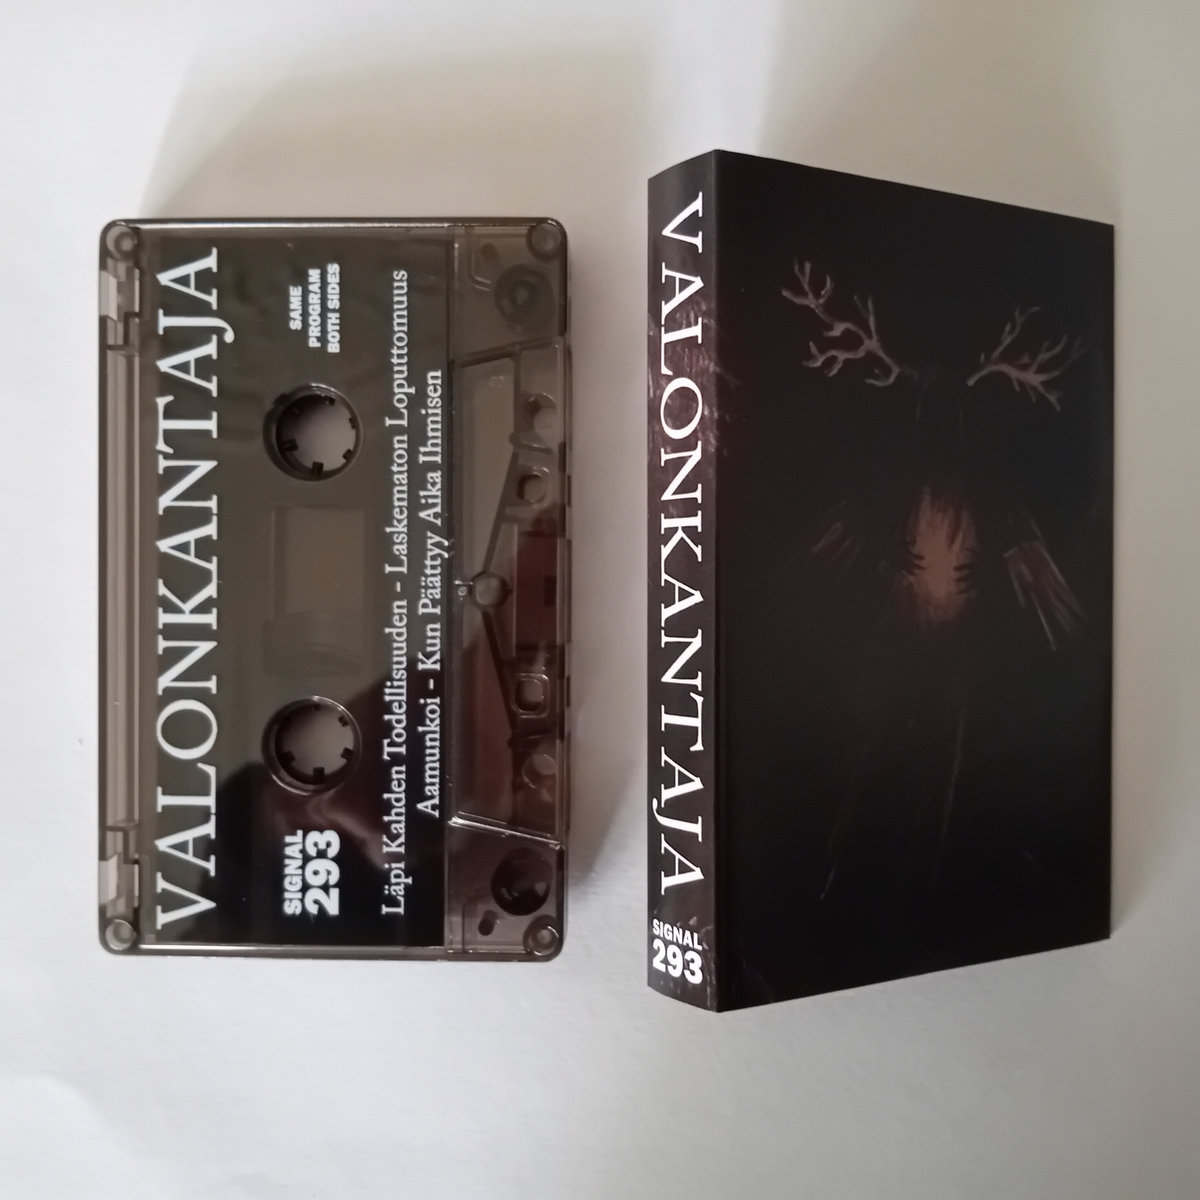 VALONKANTAJA
SAME
PROGRAM
BOTH SIDES
SIGNAL
293
Läpi Kahden Todellisuuden - Laskematon Loputtomuus
Aamunkoi - Kun Päättyy Aika Ihmisen
VALONKANTAJA
SIGNAL
293